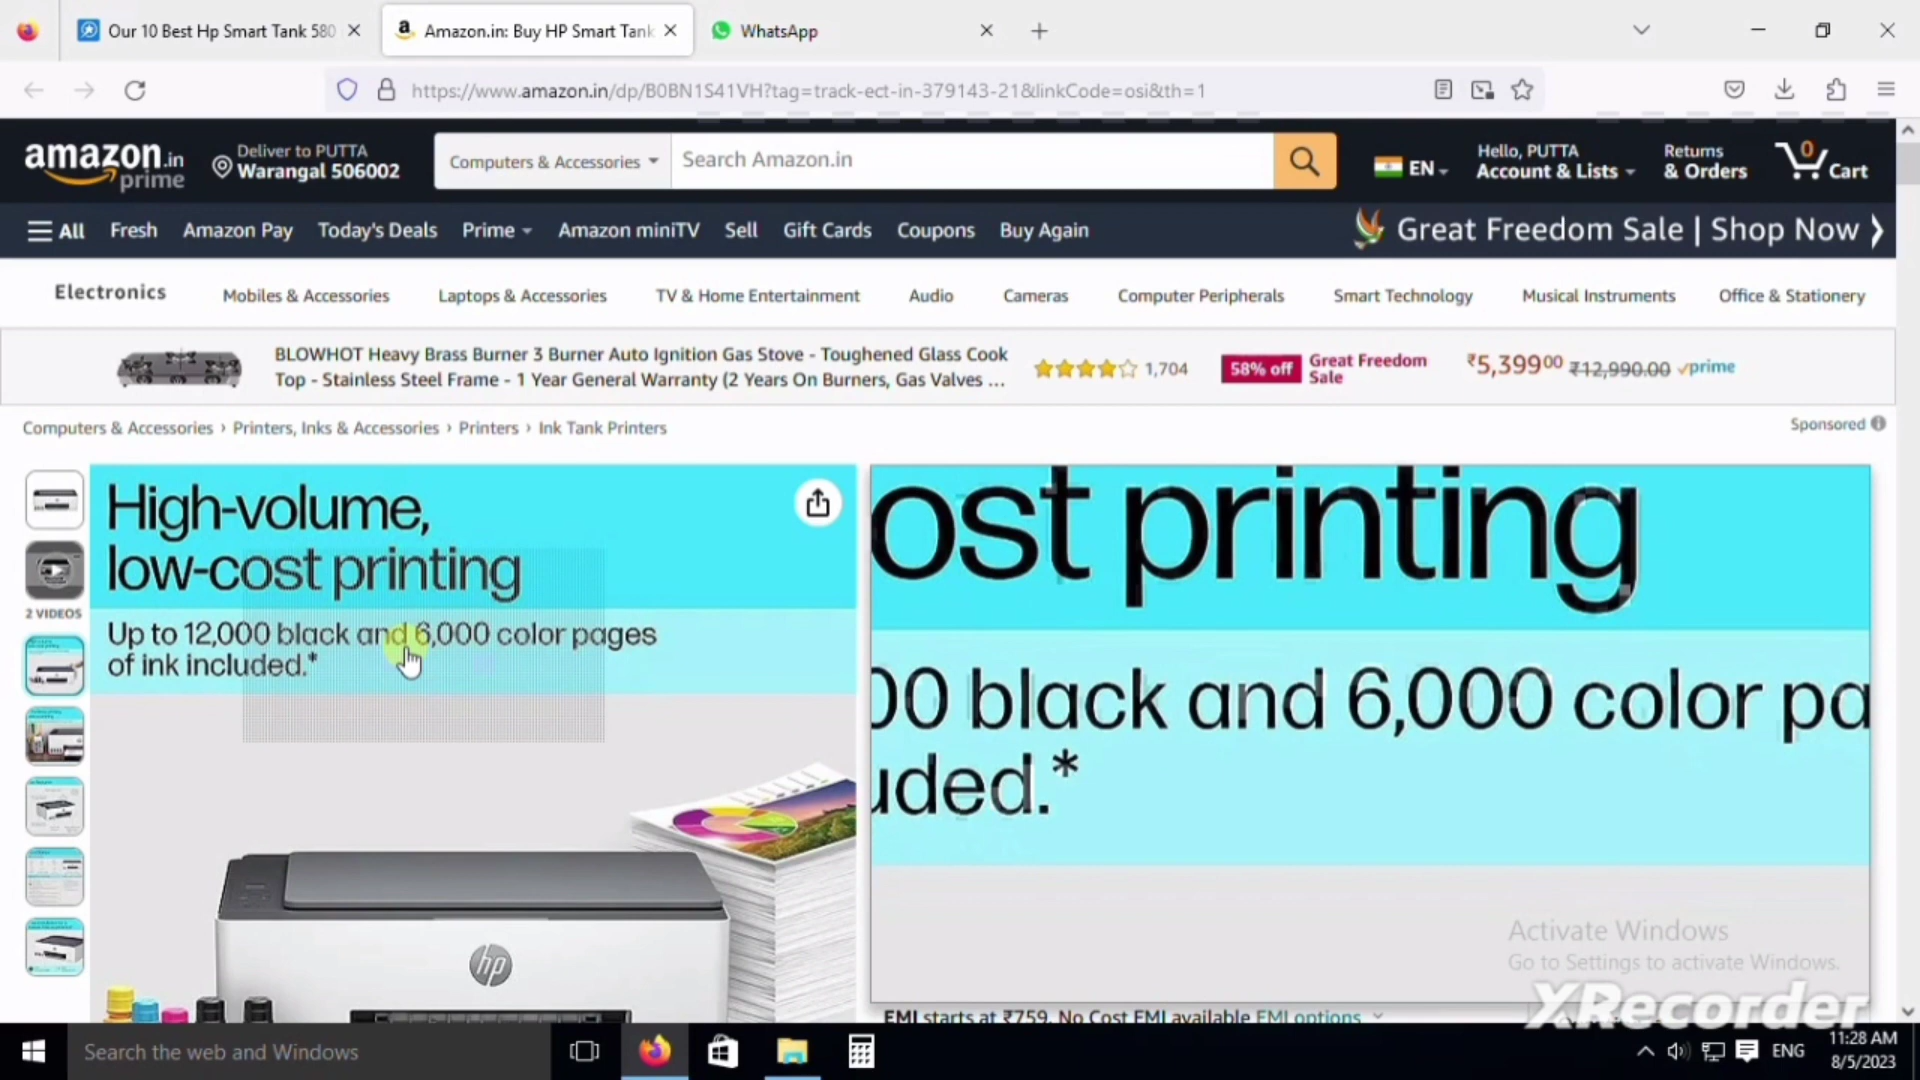 Our 10 Best Hp Smart Tank 580
Amazon.in: Buy HP Smart Tank
WhatsApp
https://www.amazon.in/dp/B0BN1S41VH?tag=track-ect-in-379143-21&linkCode=osi&th=1
amazon.in
prime
Deliver to PUTTA
Warangal 506002
Computers & Accessories
Search Amazon.in
EN
Hello, PUTTA
Account & Lists
Returns
& Orders
0
Cart
All
Fresh
Amazon Pay
Today's Deals
Prime
Amazon miniTV
Sell
Gift Cards
Coupons
Buy Again
Great Freedom Sale | Shop Now
Electronics
Mobiles & Accessories
Laptops & Accessories
TV & Home Entertainment
Audio
Cameras
Computer Peripherals
Smart Technology
Musical Instruments
Office & Stationery
BLOWHOT Heavy Brass Burner 3 Burner Auto Ignition Gas Stove - Toughened Glass Cook
Top - Stainless Steel Frame - 1 Year General Warranty (2 Years On Burners, Gas Valves ...
1,704
58% off
Great Freedom
Sale
₹5,39900
₹12,990.00
prime
Computers & Accessories › Printers, Inks & Accessories › Printers › Ink Tank Printers
Sponsored
2 VIDEOS
High-volume,
low-cost printing
Up to 12,000 black and 6,000 color pages
of ink included.*
hp
ost printing
00 black and 6,000 color pa
uded.*
EMI starts at ₹759. No Cost EMI available EMI options
Activate Windows
Go to Settings to activate Windows.
XRecorder
Search the web and Windows
ENG
11:28 AM
8/5/2023